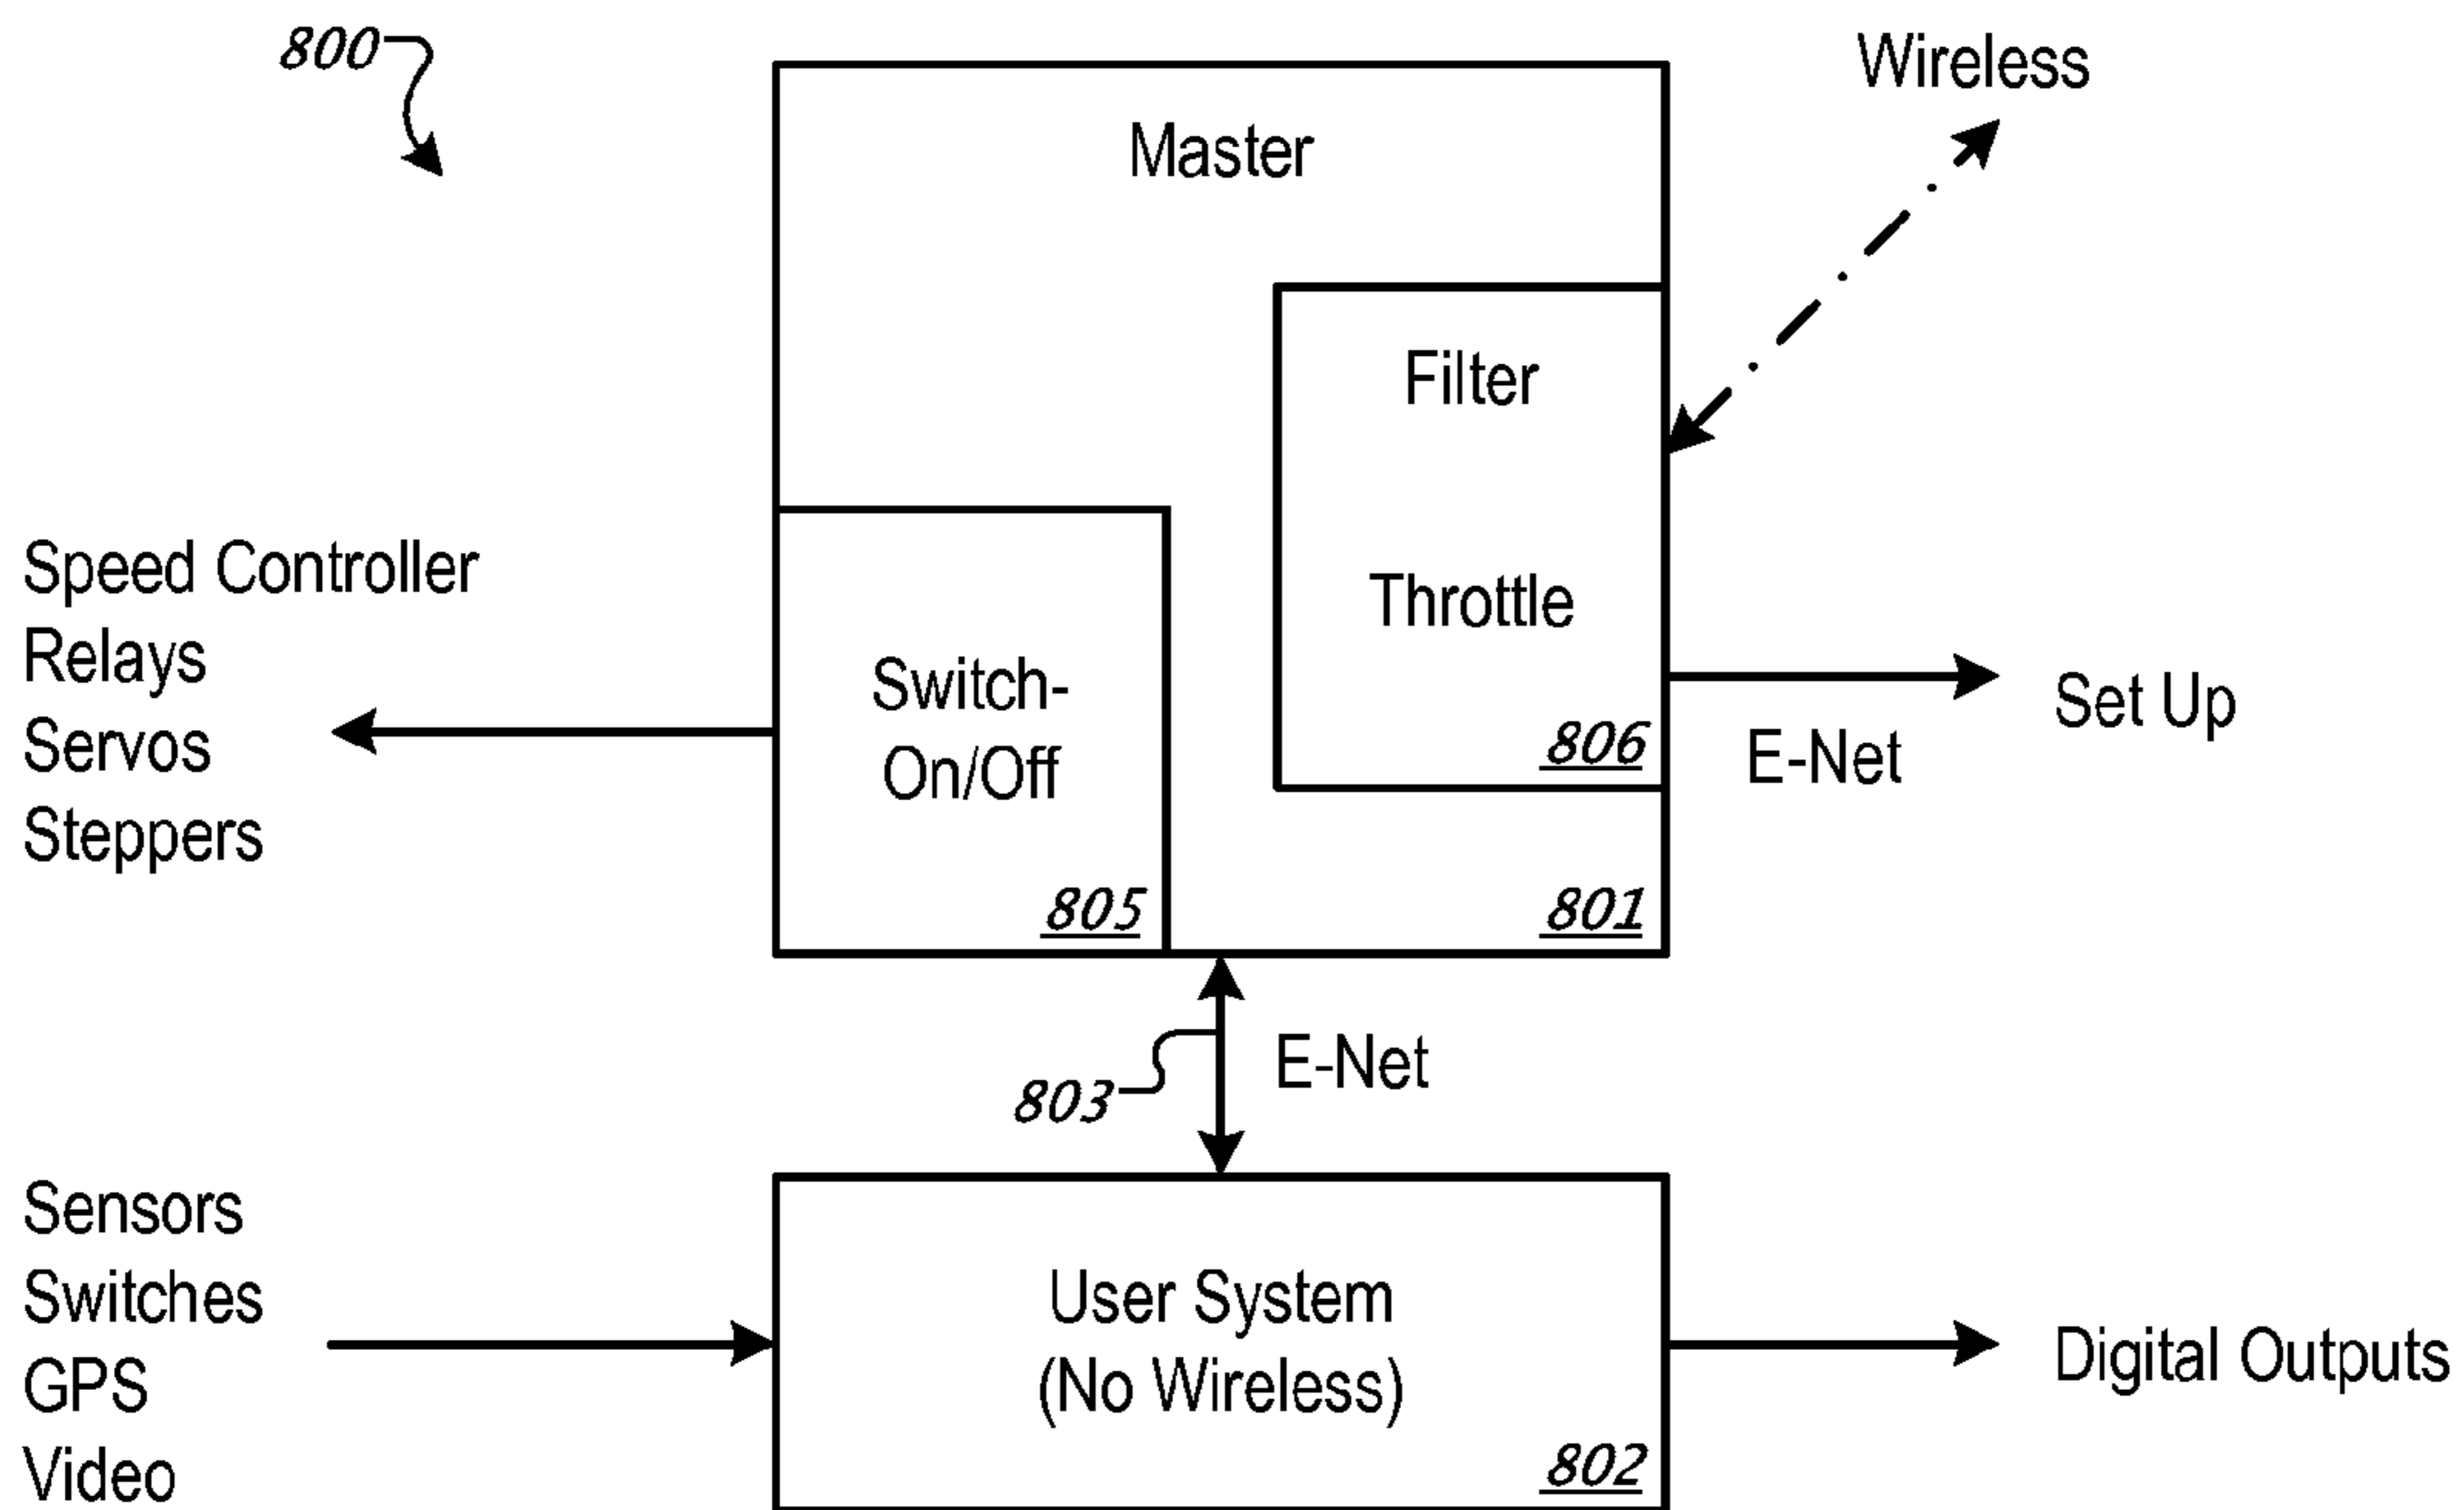 800
Wireless
Master
Filter
Throttle
806
Speed Controller
Relays
Servos
Steppers
Switch-
On/Off
805
801
E-Net
Set Up
803
E-Net
Sensors
Switches
GPS
Video
User System
(No Wireless)
802
Digital Outputs